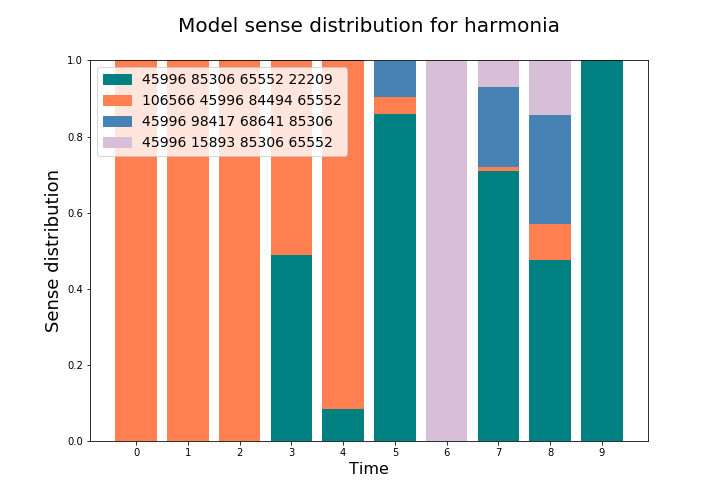 Model sense distribution for harmonia
1.0
0.8
0.6
0.4
0.2
0.0
Sense distribution
45996 85306 65552 22209
106566 45996 84494 65552
45996 98417 68641 85306
45996 15893 85306 65552
0 1 2 3 4 5 6 7 8 9
Time